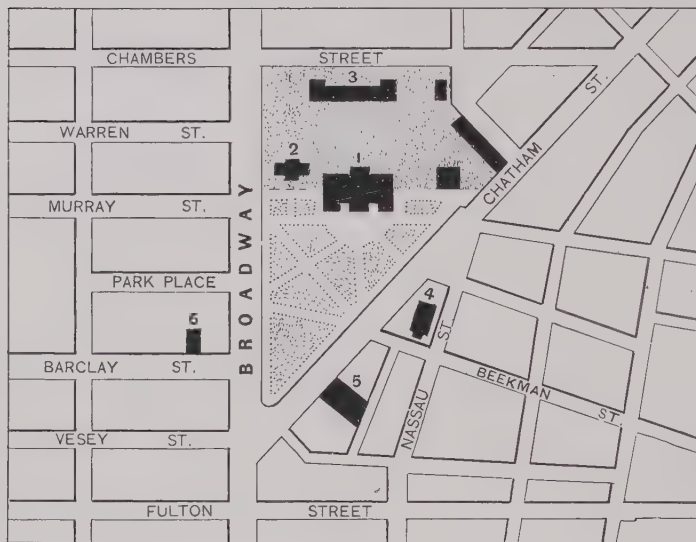 CHAMBERS STREET
3
WARREN ST.
2
1
CHATHAM ST.
MURRAY ST.
BROADWAY
PARK PLACE
4
6
BARCLAY ST.
5
NASSAU ST.
BEEKMAN ST.
VESEY ST.
FULTON STREET